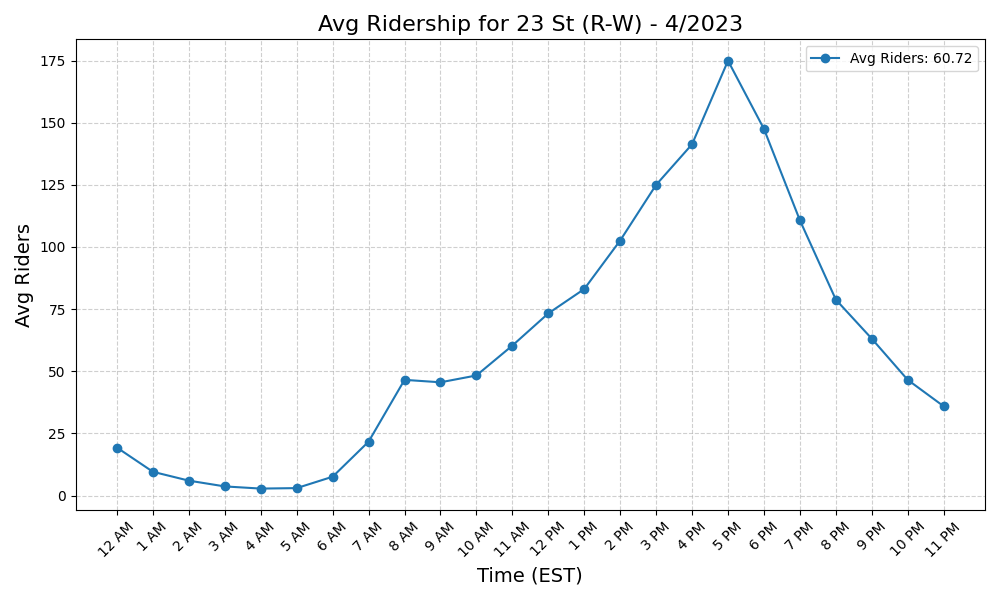 Avg Ridership for 23 St (R-W) - 4/2023
Avg Riders: 60.72
Avg Riders
175
150
125
100
75
50
25
0
12 AM
1 AM
2 AM
3 AM
4 AM
5 AM
6 AM
7 AM
8 AM
9 AM
10 AM
11 AM
12 PM
1 PM
2 PM
3 PM
4 PM
5 PM
6 PM
7 PM
8 PM
9 PM
10 PM
11 PM
Time (EST)